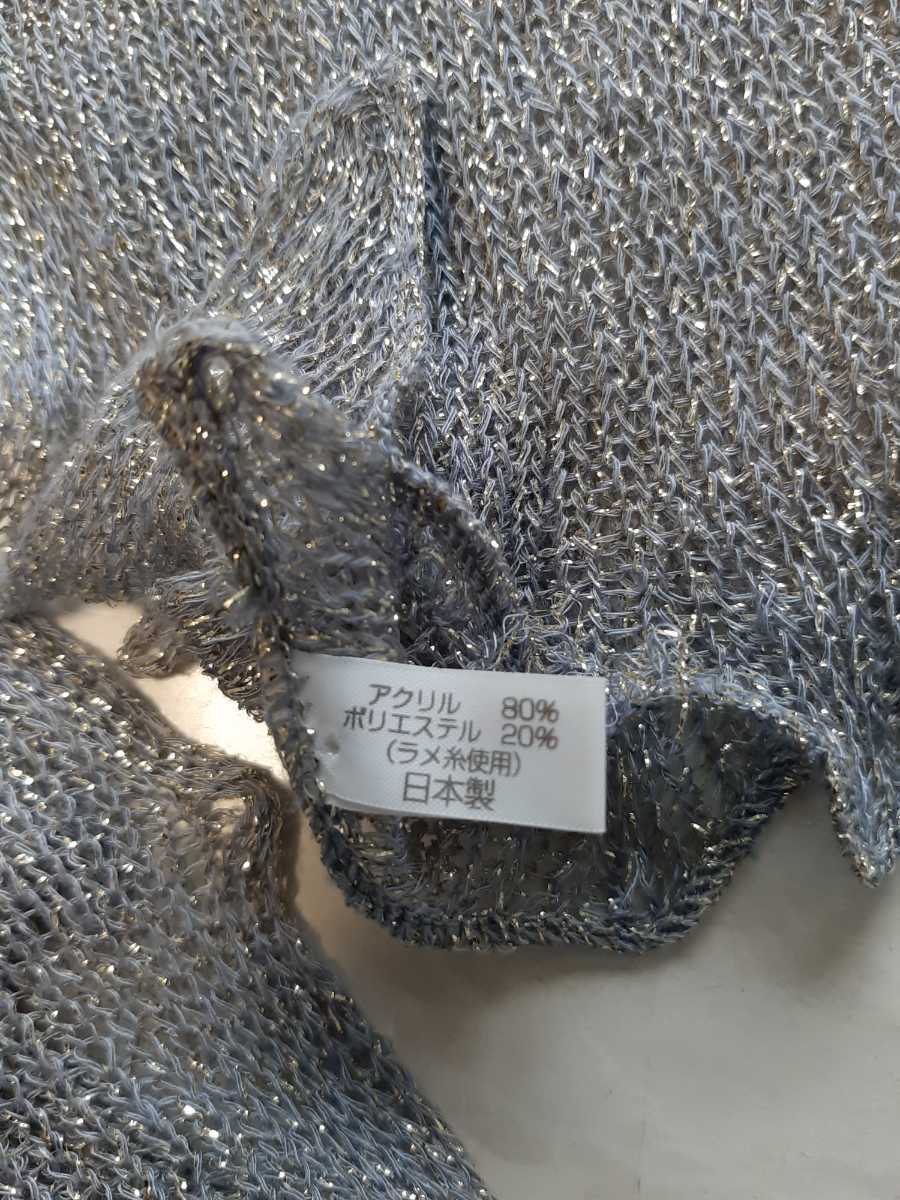 アクリル 80%
ポリエステル 20%
(ラメ糸使用)
日本製